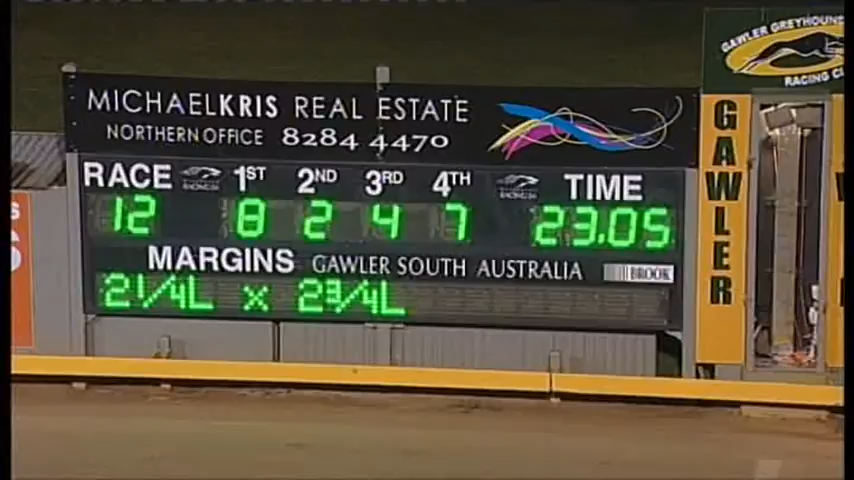 GAWLER GREYHOUND
RACING CL
MICHAELKRIS REAL ESTATE
NORTHERN OFFICE 8284 4470
RACE 1ST 2ND 3RD 4TH TIME
12 8 2 4 7 23.05
MARGINS GAWLER SOUTH AUSTRALIA BROOK
2 1/4L x 2 3/4L
GAWLER
S